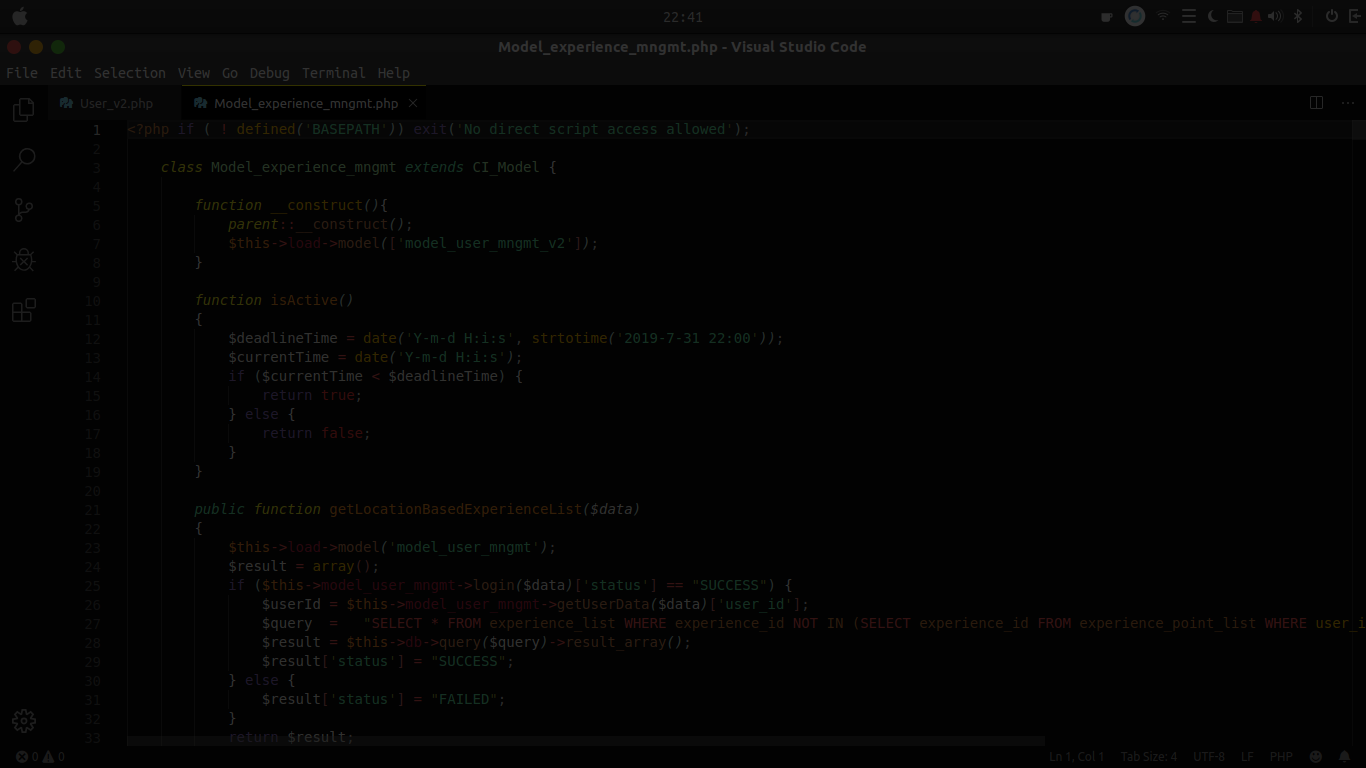 22:41
Model_experience_mngmt.php - Visual Studio Code
File Edit Selection View Go Debug Terminal Help
User_v2.php Model_experience_mngmt.php
1 <?php if ( ! defined('BASEPATH')) exit('No direct script access allowed');
2
3 class Model_experience_mngmt extends CI_Model {
4
5 function __construct(){
6 parent::__construct();
7 $this->load->model(['model_user_mngmt_v2']);
8 }
9
10 function isActive()
11 {
12 $deadlineTime = date('Y-m-d H:i:s', strtotime('2019-7-31 22:00'));
13 $currentTime = date('Y-m-d H:i:s');
14 if ($currentTime < $deadlineTime) {
15 return true;
16 } else {
17 return false;
18 }
19 }
20
21 public function getLocationBasedExperienceList($data)
22 {
23 $this->load->model('model_user_mngmt');
24 $result = array();
25 if ($this->model_user_mngmt->login($data)['status'] == "SUCCESS") {
26 $userId = $this->model_user_mngmt->getUserData($data)['user_id'];
27 $query = "SELECT * FROM experience_list WHERE experience_id NOT IN (SELECT experience_id FROM experience_point_list WHERE user_i
28 $result = $this->db->query($query)->result_array();
29 $result['status'] = "SUCCESS";
30 } else {
31 $result['status'] = "FAILED";
32 }
33 return $result;
0 0 Ln 1, Col 1 Tab Size: 4 UTF-8 LF PHP